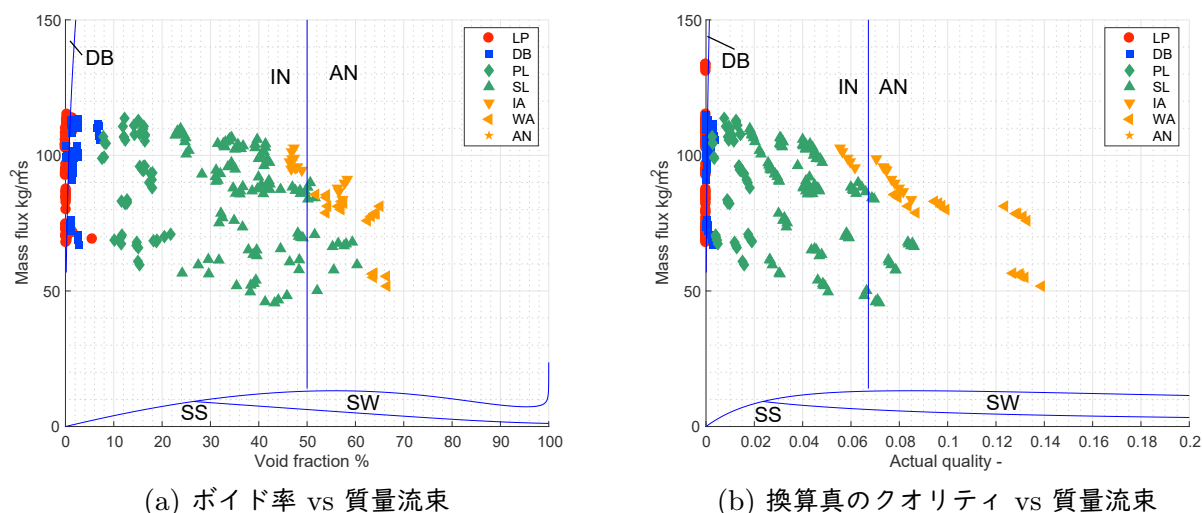 150
100
50
0
Mass flux kg/m²s
0 10 20 30 40 50 60 70 80 90 100
Void fraction %
DB
IN
AN
SS
SW
LP
DB
PL
SL
IA
WA
AN
(a) ボイド率 vs 質量流束
150
100
50
0
Mass flux kg/m²s
0 0.02 0.04 0.06 0.08 0.1 0.12 0.14 0.16 0.18 0.2
Actual quality -
DB
IN
AN
SS
SW
LP
DB
PL
SL
IA
WA
AN
(b) 換算真のクオリティ vs 質量流束